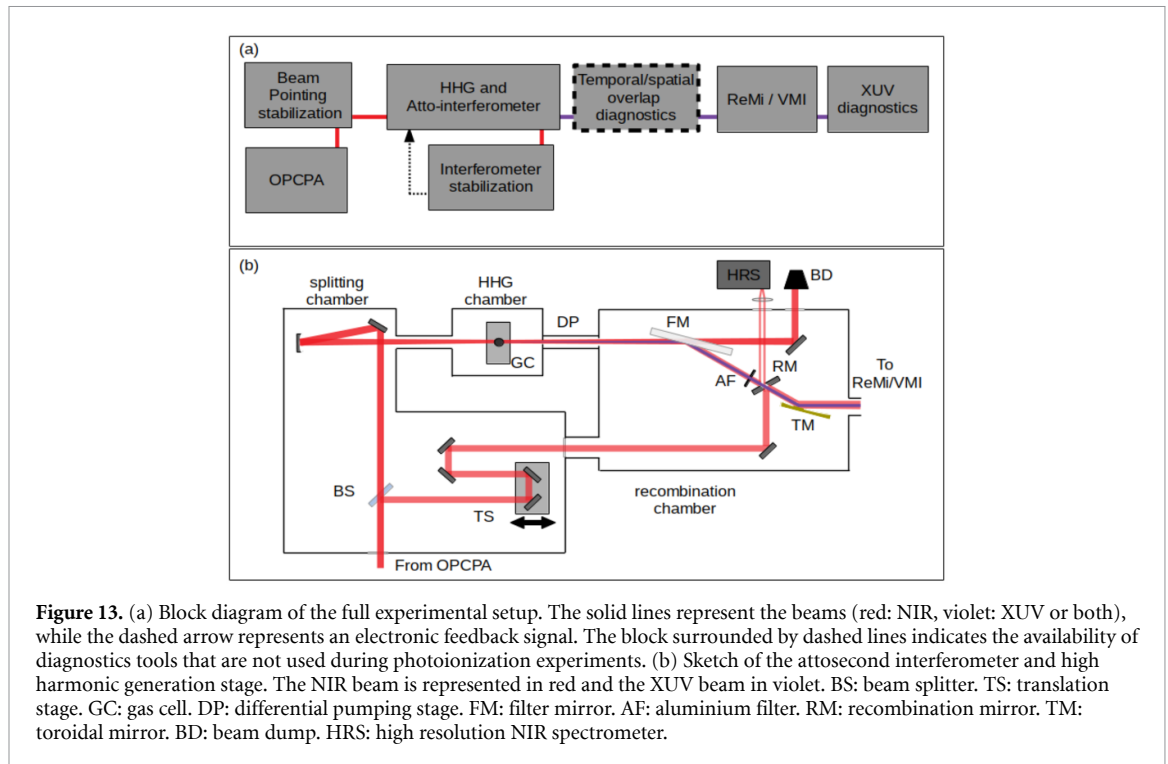 (a)
Beam
Pointing
stabilization
HHG and
Atto-interferometer
Temporal/spatial
overlap
diagnostics
ReMi / VMI
XUV
diagnostics
OPCPA
Interferometer
stabilization
(b)
splitting
chamber
HHG
chamber
DP
FM
HRS
BD
GC
AF
RM
To
ReMi/VMI
TM
BS
TS
recombination
chamber
From OPCPA
Figure 13. (a) Block diagram of the full experimental setup. The solid lines represent the beams (red: NIR, violet: XUV or both),
while the dashed arrow represents an electronic feedback signal. The block surrounded by dashed lines indicates the availability of
diagnostics tools that are not used during photoionization experiments. (b) Sketch of the attosecond interferometer and high
harmonic generation stage. The NIR beam is represented in red and the XUV beam in violet. BS: beam splitter. TS: translation
stage. GC: gas cell. DP: differential pumping stage. FM: filter mirror. AF: aluminium filter. RM: recombination mirror. TM:
toroidal mirror. BD: beam dump. HRS: high resolution NIR spectrometer.